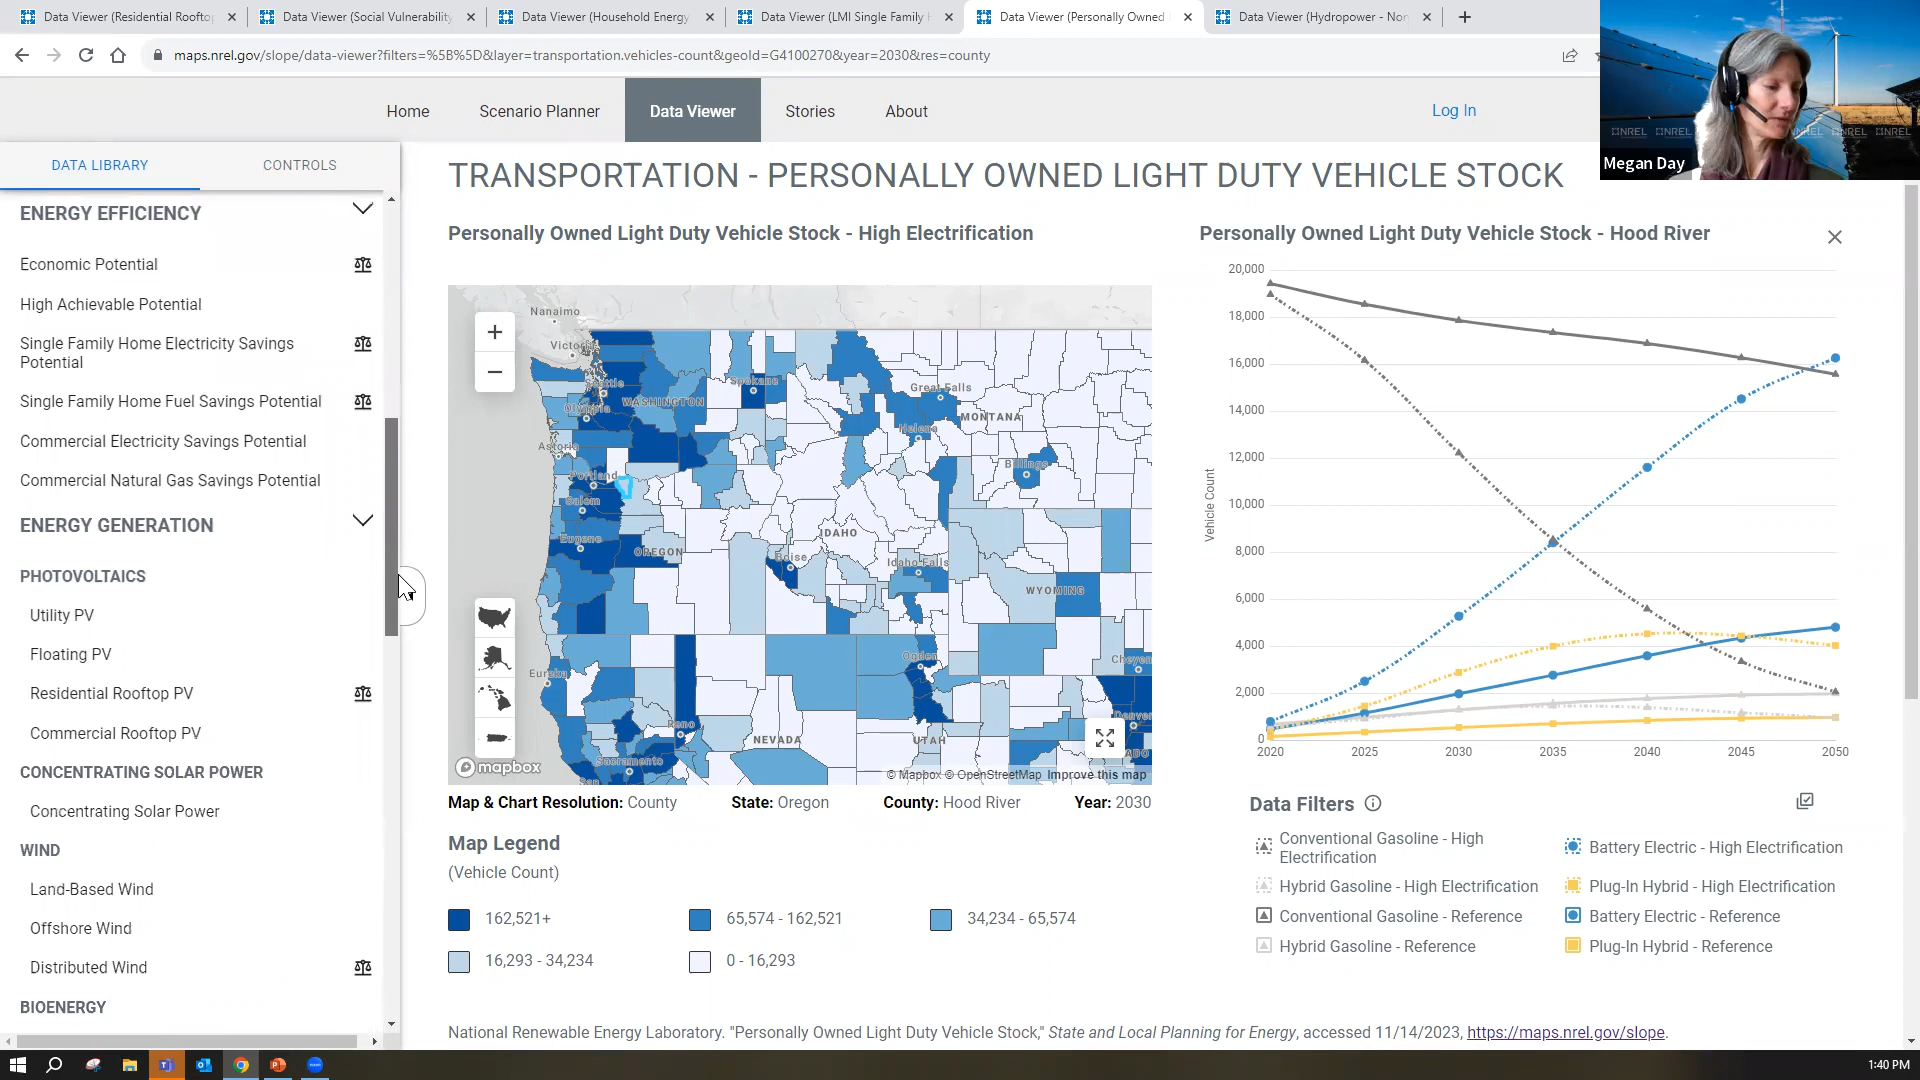 Data Viewer (Residential Roofto
Data Viewer (Social Vulnerability
Data Viewer (Household Energy
Data Viewer (LMI Single Family
Data Viewer (Personally Owned
Data Viewer (Hydropower - Non
maps.nrel.gov/slope/data-viewer?filters=%5B%5D&layer=transportation.vehicles-count&geoId=G4100270&year=2030&res=county
NREL NREL NREL NREL NREL
Megan Day
Home
Scenario Planner
Data Viewer
Stories
About
Log In
DATA LIBRARY
CONTROLS
ENERGY EFFICIENCY
Economic Potential
High Achievable Potential
Single Family Home Electricity Savings
Potential
Single Family Home Fuel Savings Potential
Commercial Electricity Savings Potential
Commercial Natural Gas Savings Potential
ENERGY GENERATION
PHOTOVOLTAICS
Utility PV
Floating PV
Residential Rooftop PV
Commercial Rooftop PV
CONCENTRATING SOLAR POWER
Concentrating Solar Power
WIND
Land-Based Wind
Offshore Wind
Distributed Wind
BIOENERGY
TRANSPORTATION - PERSONALLY OWNED LIGHT DUTY VEHICLE STOCK
Personally Owned Light Duty Vehicle Stock - High Electrification
Nanaimo
Seattle
Spokane
Great Falls
WASHINGTON
Olympia
MONTANA
Helena
Astoria
Billings
Portland
Salem
IDAHO
Eugene
OREGON
Boise
Idaho Falls
WYOMING
Ogden
Eureka
Reno
NEVADA
UTAH
Sacramento
mapbox
© Mapbox © OpenStreetMap Improve this map
Map & Chart Resolution: County
State: Oregon
County: Hood River
Year: 2030
Map Legend
(Vehicle Count)
162,521+
65,574 - 162,521
34,234 - 65,574
16,293 - 34,234
0 - 16,293
Personally Owned Light Duty Vehicle Stock - Hood River
20,000
18,000
16,000
14,000
12,000
10,000
8,000
6,000
4,000
2,000
0
Vehicle Count
2020 2025 2030 2035 2040 2045 2050
Data Filters
Conventional Gasoline - High
Electrification
Battery Electric - High Electrification
Hybrid Gasoline - High Electrification
Plug-In Hybrid - High Electrification
Conventional Gasoline - Reference
Battery Electric - Reference
Hybrid Gasoline - Reference
Plug-In Hybrid - Reference
National Renewable Energy Laboratory. "Personally Owned Light Duty Vehicle Stock," State and Local Planning for Energy, accessed 11/14/2023, https://maps.nrel.gov/slope.
1:40 PM